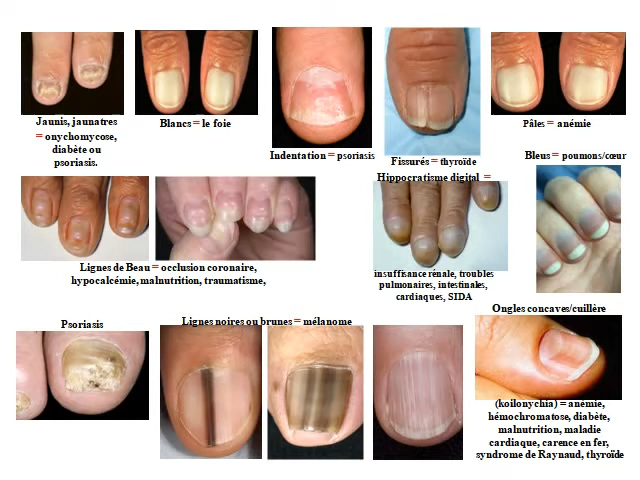 Jaunis, jaunatres
= onychomycose,
diabète ou
psoriasis.
Blancs = le foie
Indentation = psoriasis
Fissurés = thyroïde
Pâles = anémie
Bleus = poumons/cœur
Hippocratisme digital =
insuffisance rénale, troubles
pulmonaires, intestinales,
cardiaques, SIDA
Lignes de Beau = occlusion coronaire,
hypocalcémie, malnutrition, traumatisme,
Psoriasis
Lignes noires ou brunes = mélanome
Ongles concaves/cuillère
(koilonychia) = anémie,
hémochromatose, diabète,
malnutrition, maladie
cardiaque, carence en fer,
syndrome de Raynaud, thyroïde